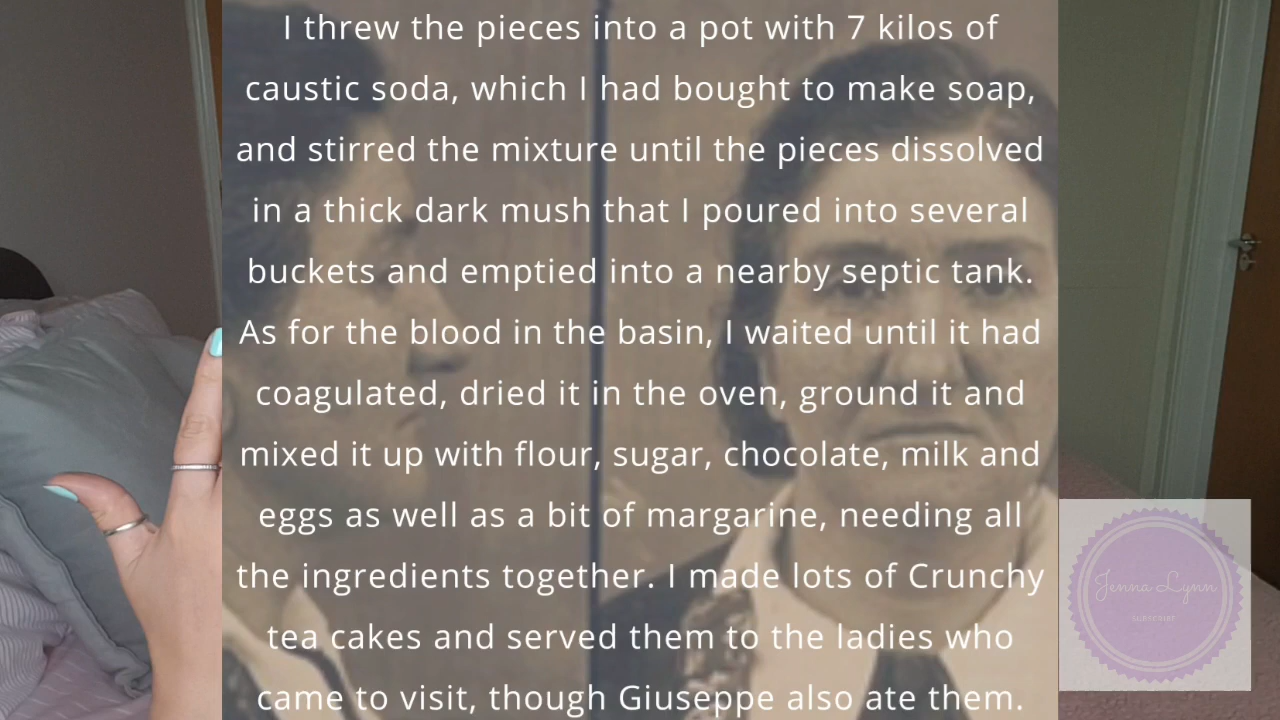 I threw the pieces into a pot with 7 kilos of
caustic soda, which I had bought to make soap,
and stirred the mixture until the pieces dissolved
in a thick dark mush that I poured into several
buckets and emptied into a nearby septic tank.
As for the blood in the basin, I waited until it had
coagulated, dried it in the oven, ground it and
mixed it up with flour, sugar, chocolate, milk and
eggs as well as a bit of margarine, needing all
the ingredients together. I made lots of Crunchy
tea cakes and served them to the ladies who
came to visit, though Giuseppe also ate them.
Jenna Lynn
SUBSCRIBE